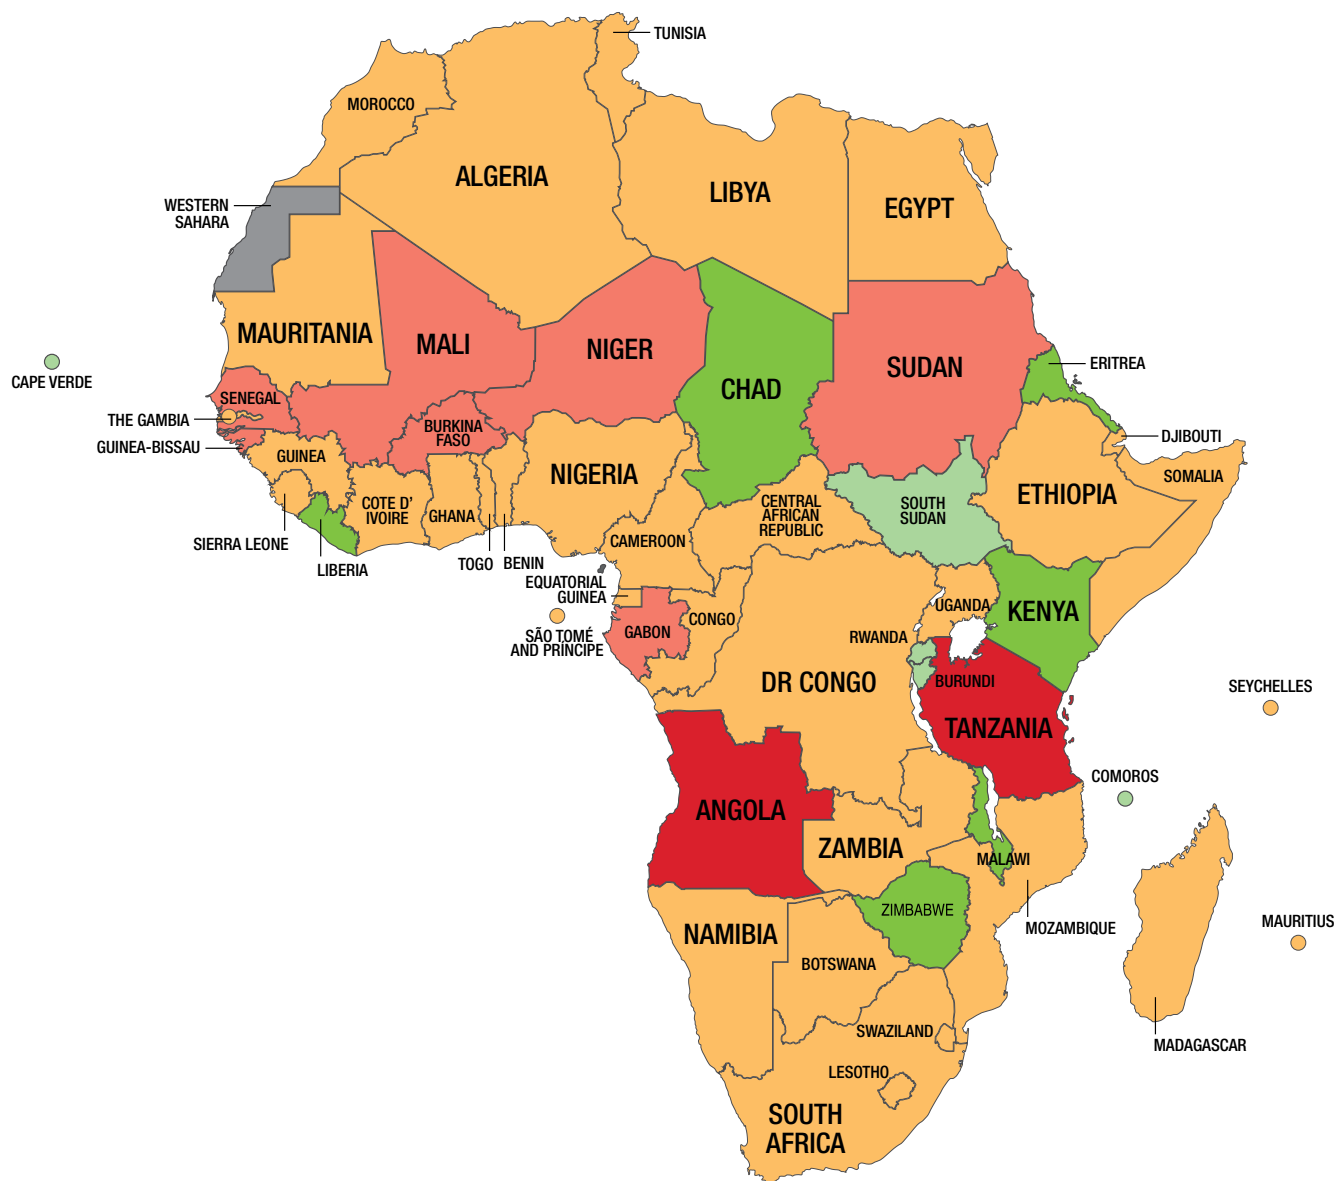 TUNISIA
MOROCCO
ALGERIA
LIBYA
EGYPT
WESTERN
SAHARA
MAURITANIA
MALI
NIGER
CHAD
SUDAN
ERITREA
CAPE VERDE
SENEGAL
THE GAMBIA
BURKINA
FASO
GUINEA-BISSAU
DJIBOUTI
GUINEA
NIGERIA
SOMALIA
ETHIOPIA
COTE D'
IVOIRE
GHANA
CENTRAL
AFRICAN
REPUBLIC
SOUTH
SUDAN
SIERRA LEONE
CAMEROON
LIBERIA
TOGO
BENIN
EQUATORIAL
GUINEA
UGANDA
KENYA
CONGO
GABON
SÃO TOMÉ
AND PRÍNCIPE
RWANDA
DR CONGO
BURUNDI
SEYCHELLES
TANZANIA
COMOROS
ANGOLA
ZAMBIA
MALAWI
ZIMBABWE
MOZAMBIQUE
MAURITIUS
NAMIBIA
BOTSWANA
SWAZILAND
MADAGASCAR
LESOTHO
SOUTH
AFRICA